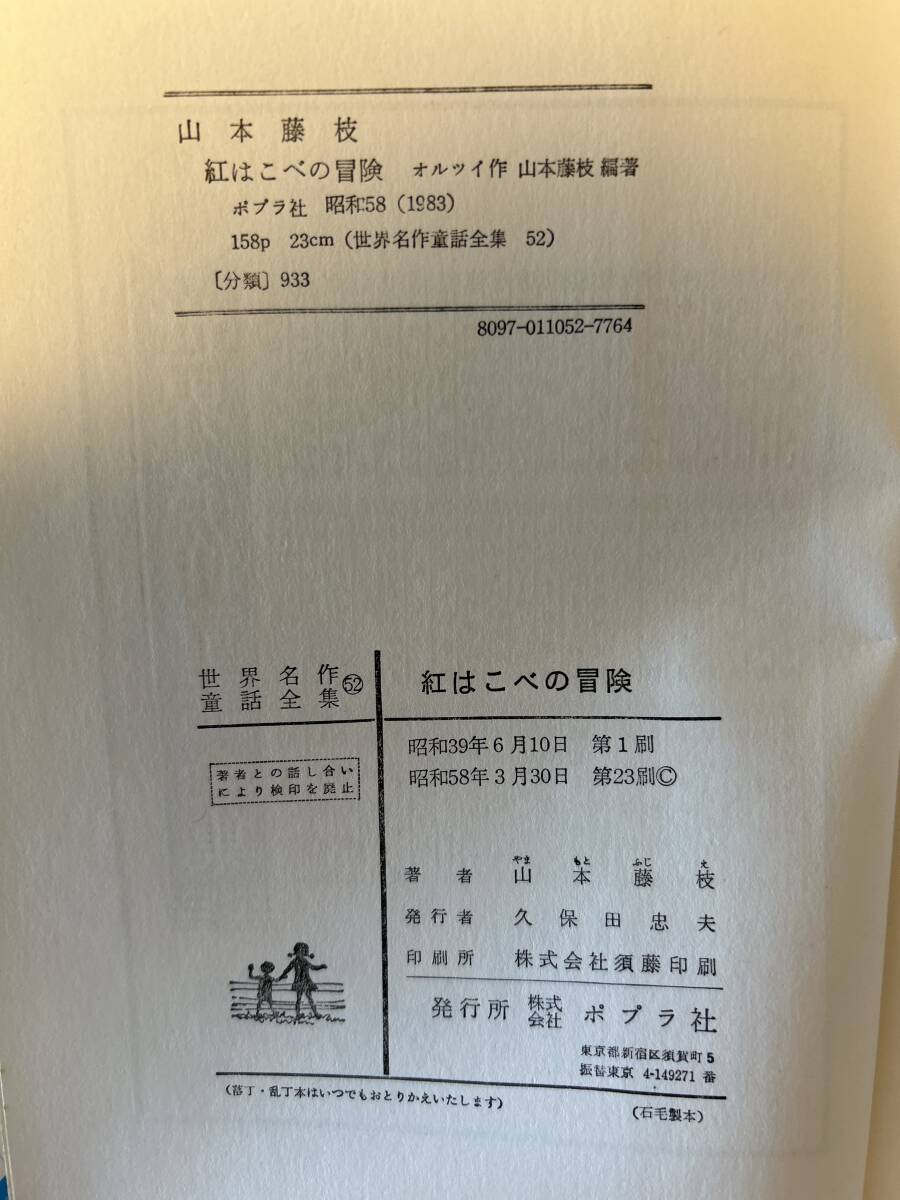 山本藤枝
紅はこべの冒険 オルツイ作 山本藤枝 編著
ポプラ社 昭和58(1983)
158p 23cm(世界名作童話全集 52)
〔分類〕933
8097-011052-7764
世界名作
童話全集
52
紅はこべの冒険
昭和39年6月10日 第1刷
昭和58年3月30日 第23刷©
著者との話し合い
により検印を廃止
やま もと ふじ え
著者 山本藤枝
発行者 久保田忠夫
印刷所 株式会社須藤印刷
発行所 株式会社 ポプラ社
東京都新宿区須賀町5
振替東京 4-149271番
(落丁・乱丁本はいつでもおとりかえいたします)
(石毛製本)